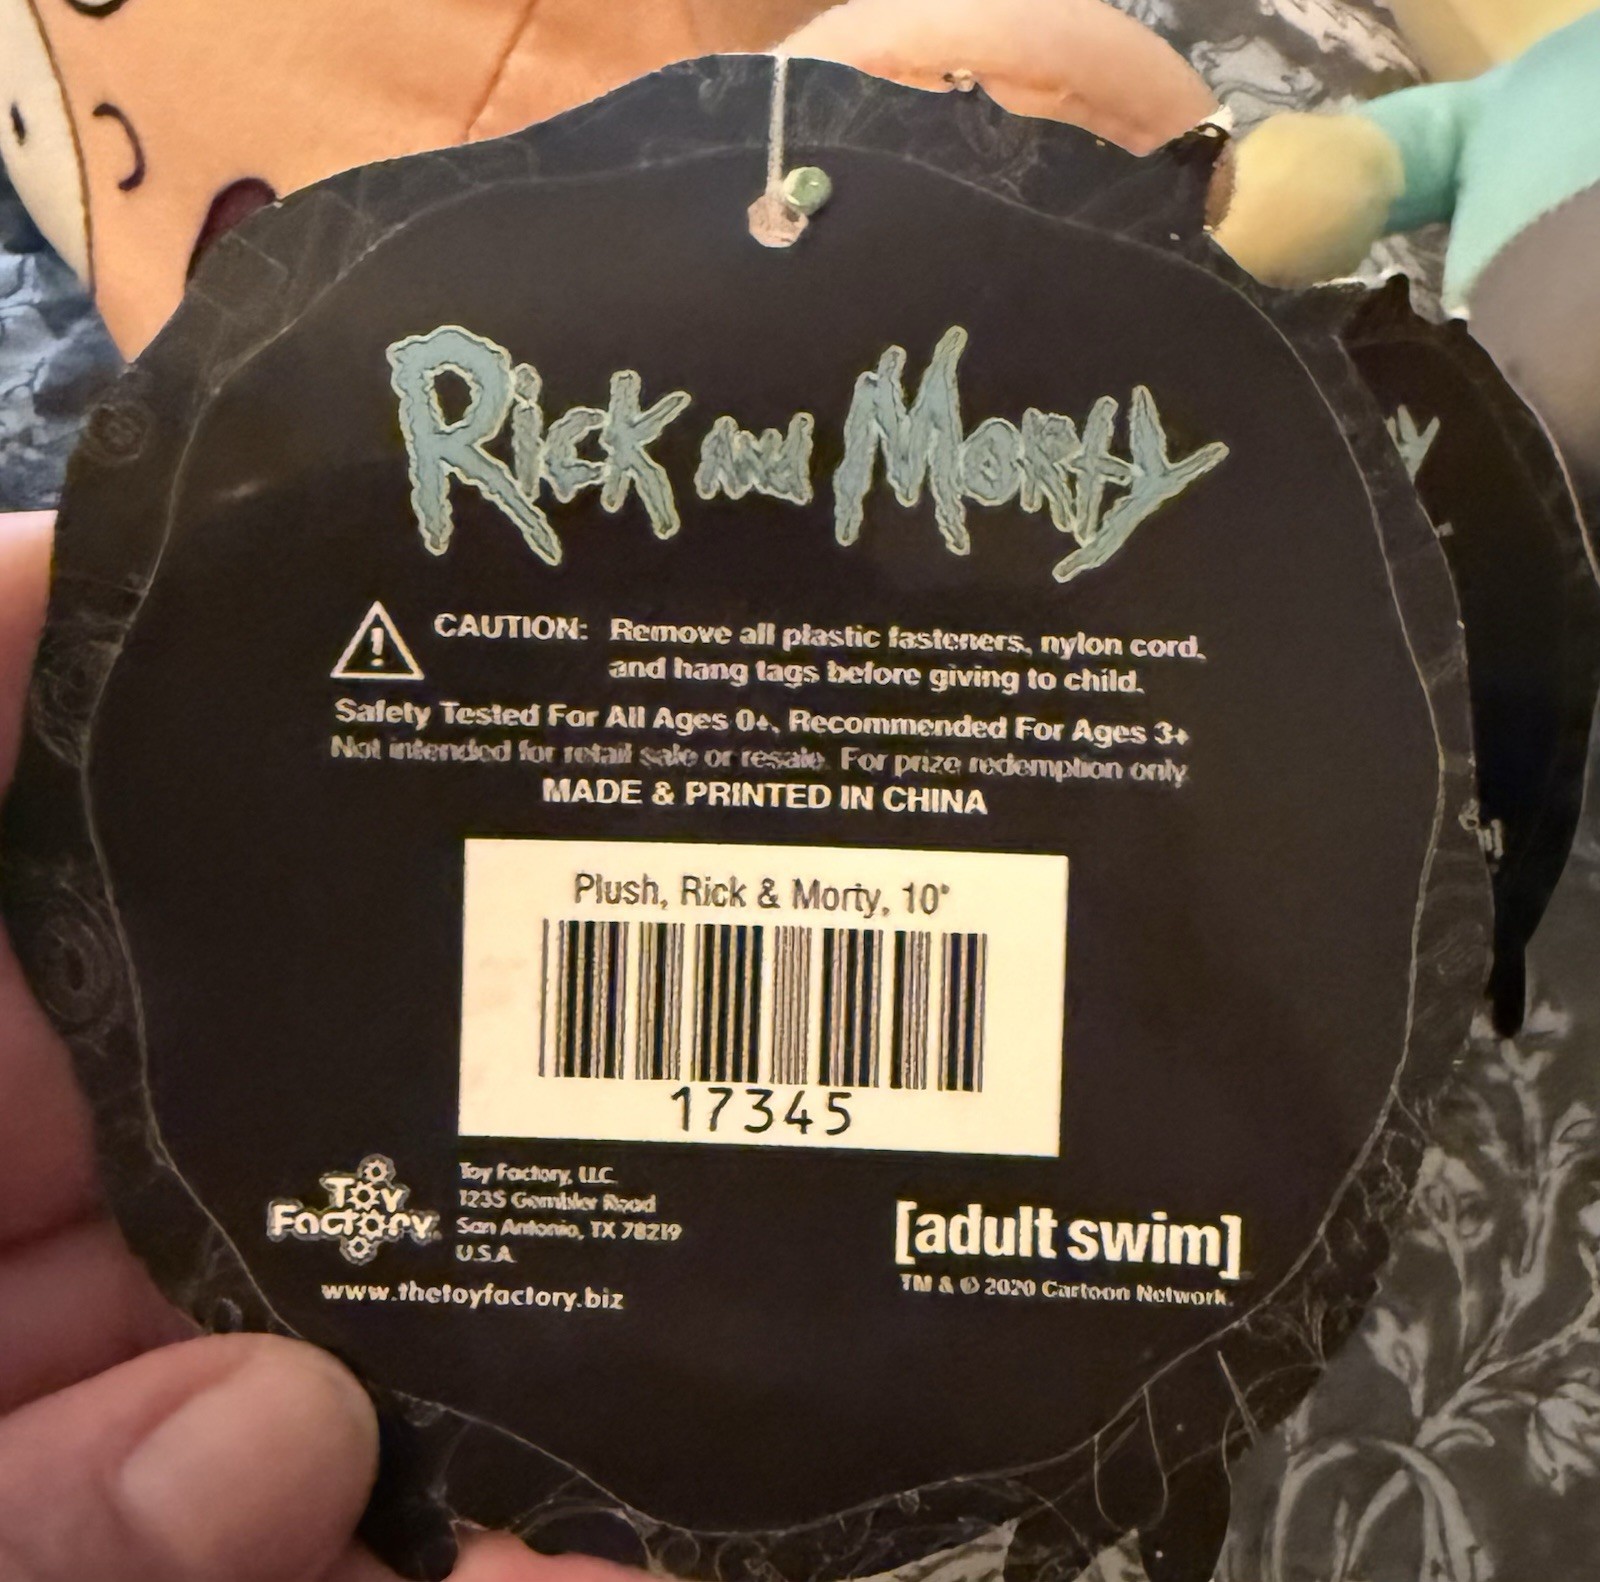 Rick and Morty
CAUTION: Remove all plastic fasteners, nylon cord,
and hang tags before giving to child.
Safety Tested For All Ages 0+, Recommended For Ages 3+
Not intended for retail sale or resale. For prize redemption only
MADE & PRINTED IN CHINA
Plush, Rick & Morty, 10"
17345
Toy Factory
Toy Factory, LLC
1235 Gembler Road
San Antonio, TX 78219
U.S.A
www.thetoyfactory.biz
[adult swim]
TM & © 2020 Cartoon Network.